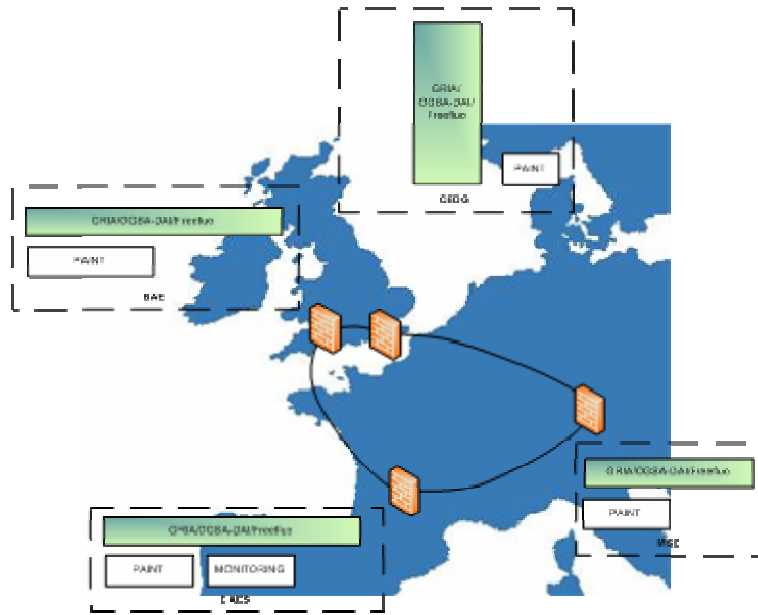 GRIA/
OGSA-DAI/
Freefluo
PAINT
GRIA/OGSA-DAI/Freefluo
PAINT
BAE
GRIA/OGSA-DAI/Freefluo
PAINT
GRIA/OGSA-DAI/Freefluo
PAINT
MONITORING